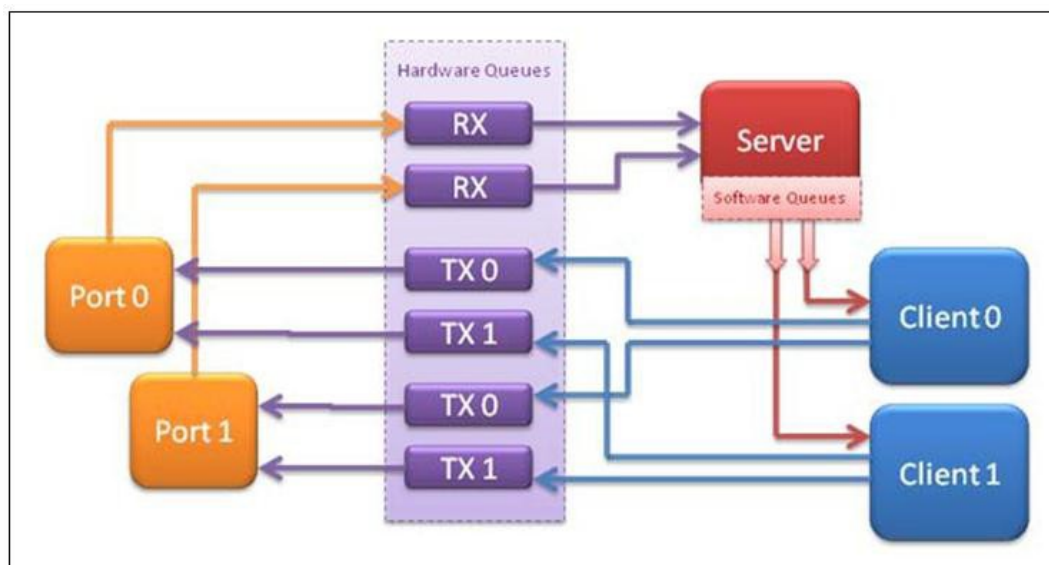 Hardware Queues
RX
RX
TX 0
TX 1
TX 0
TX 1
Port 0
Port 1
Server
Software Queues
Client 0
Client 1